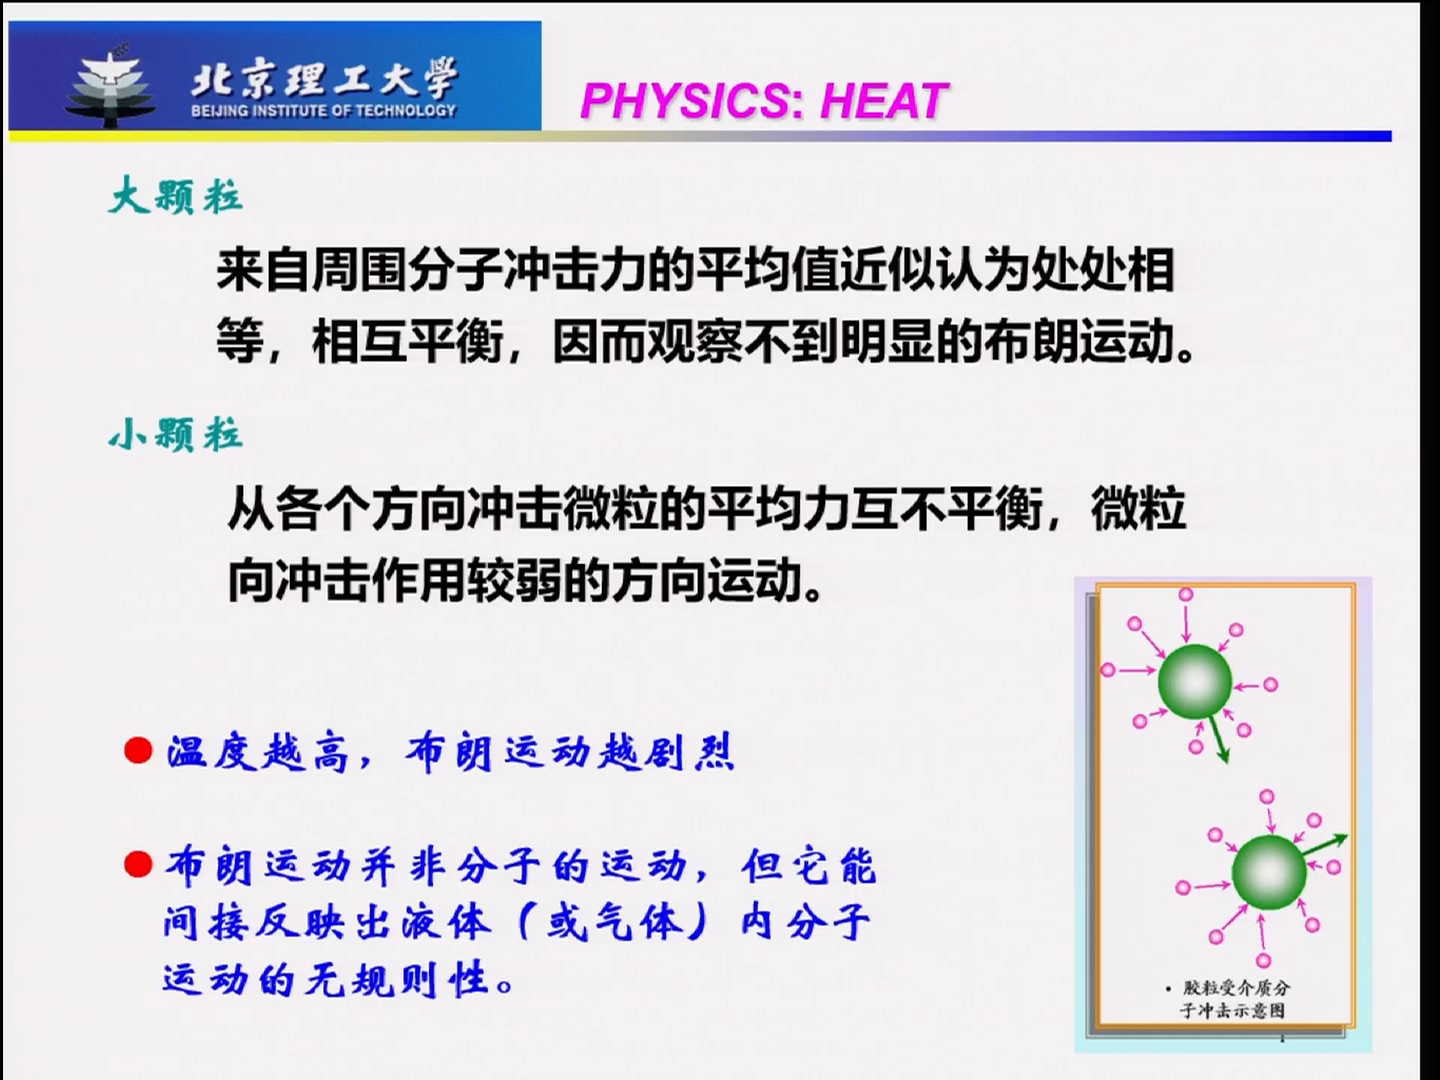 北京理工大学
BEIJING INSTITUTE OF TECHNOLOGY
PHYSICS: HEAT
大颗粒
来自周围分子冲击力的平均值近似认为处处相
等，相互平衡，因而观察不到明显的布朗运动。
小颗粒
从各个方向冲击微粒的平均力互不平衡，微粒
向冲击作用较弱的方向运动。
● 温度越高，布朗运动越剧烈
● 布朗运动并非分子的运动，但它能
间接反映出液体（或气体）内分子
运动的无规则性。
• 胶粒受介质分
子冲击示意图